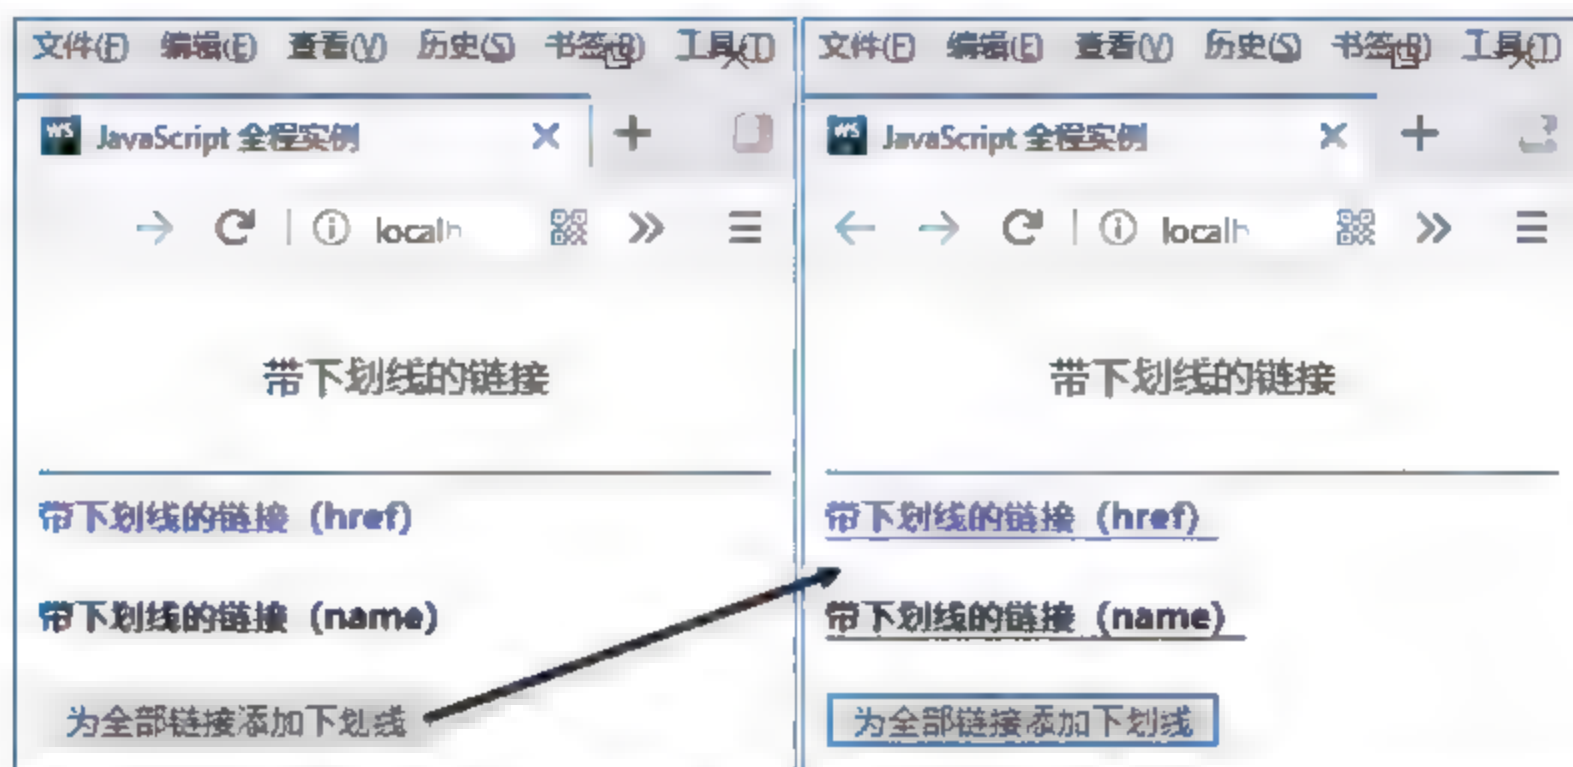 文件(F) 编辑(E) 查看(V) 历史(S) 书签(B) 工具(T)
WS JavaScript 全程实例
localh
带下划线的链接
带下划线的链接 (href)
带下划线的链接 (name)
为全部链接添加下划线
文件(F) 编辑(E) 查看(V) 历史(S) 书签(B) 工具(T)
WS JavaScript 全程实例
localh
带下划线的链接
带下划线的链接 (href)
带下划线的链接 (name)
为全部链接添加下划线